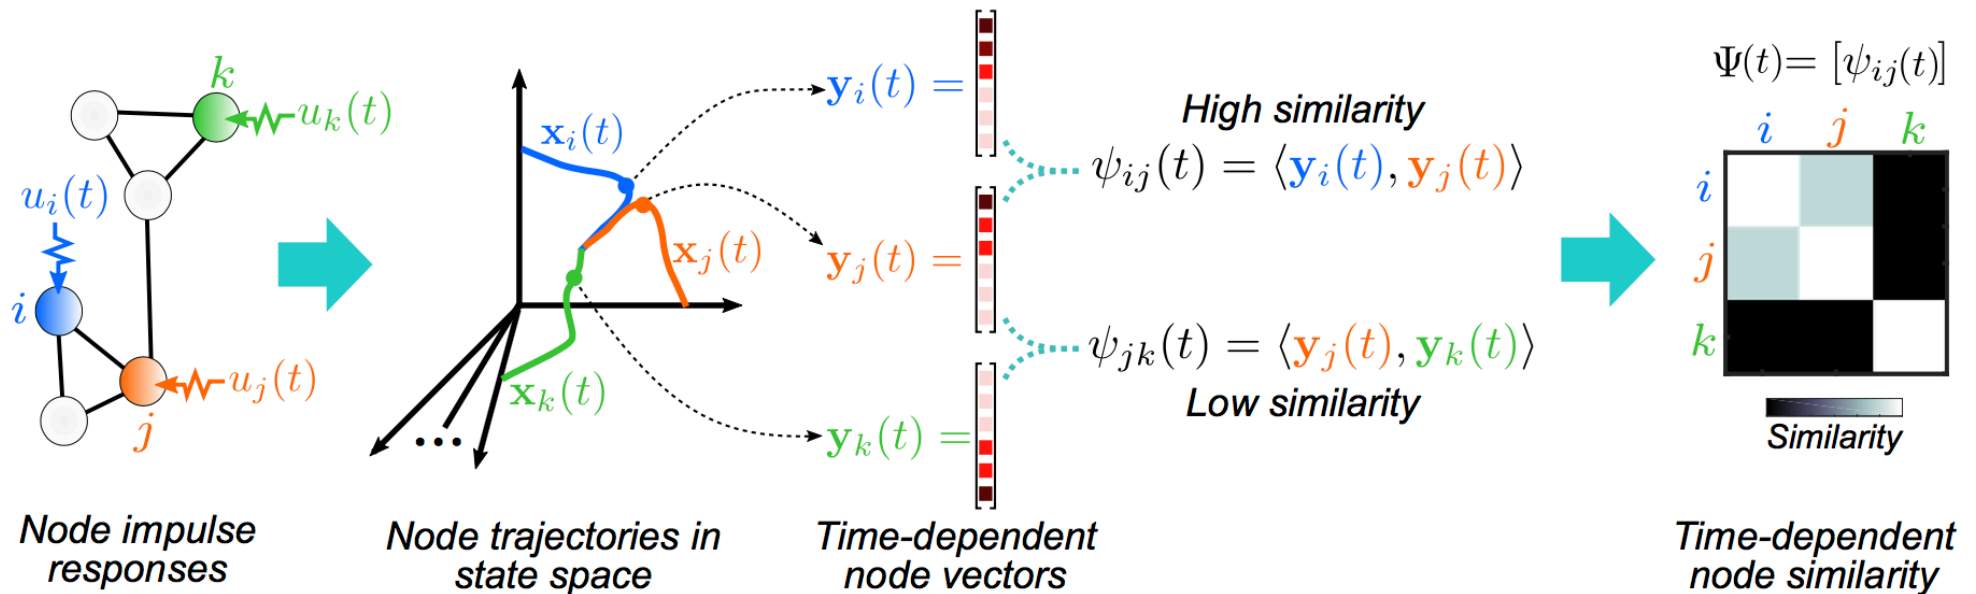 k
u_k(t)
u_i(t)
i
u_j(t)
j
Node impulse
responses
x_i(t)
x_j(t)
x_k(t)
...
Node trajectories in
state space
y_i(t) =
y_j(t) =
y_k(t) =
Time-dependent
node vectors
High similarity
ψ_ij(t) = ⟨y_i(t), y_j(t)⟩
ψ_jk(t) = ⟨y_j(t), y_k(t)⟩
Low similarity
Ψ(t)= [ψ_ij(t)]
i j k
i
j
k
Similarity
Time-dependent
node similarity